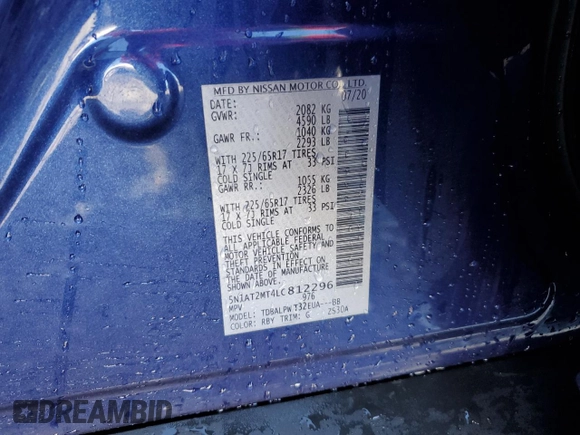 MFD BY NISSAN MOTOR CO.,LTD.
DATE: 07/20
GVWR: 2082 KG
4590 LB
GAWR FR.: 1040 KG
2293 LB
WITH 225/65R17 TIRES
17 X 7J RIMS AT 33 PSI
COLD SINGLE
GAWR RR.: 1055 KG
2326 LB
WITH 225/65R17 TIRES
17 X 7J RIMS AT 33 PSI
COLD SINGLE
THIS VEHICLE CONFORMS TO
ALL APPLICABLE FEDERAL
MOTOR VEHICLE SAFETY AND
THEFT PREVENTION
STANDARDS IN EFFECT ON
THE DATE OF MANUFACTURE
SHOWN ABOVE.
5N1AT2MT4LC812296
MPV 976
MODEL: TDBALPWT32EUA---BB
COLOR: RBY TRIM: G 2530A
DREAMBID